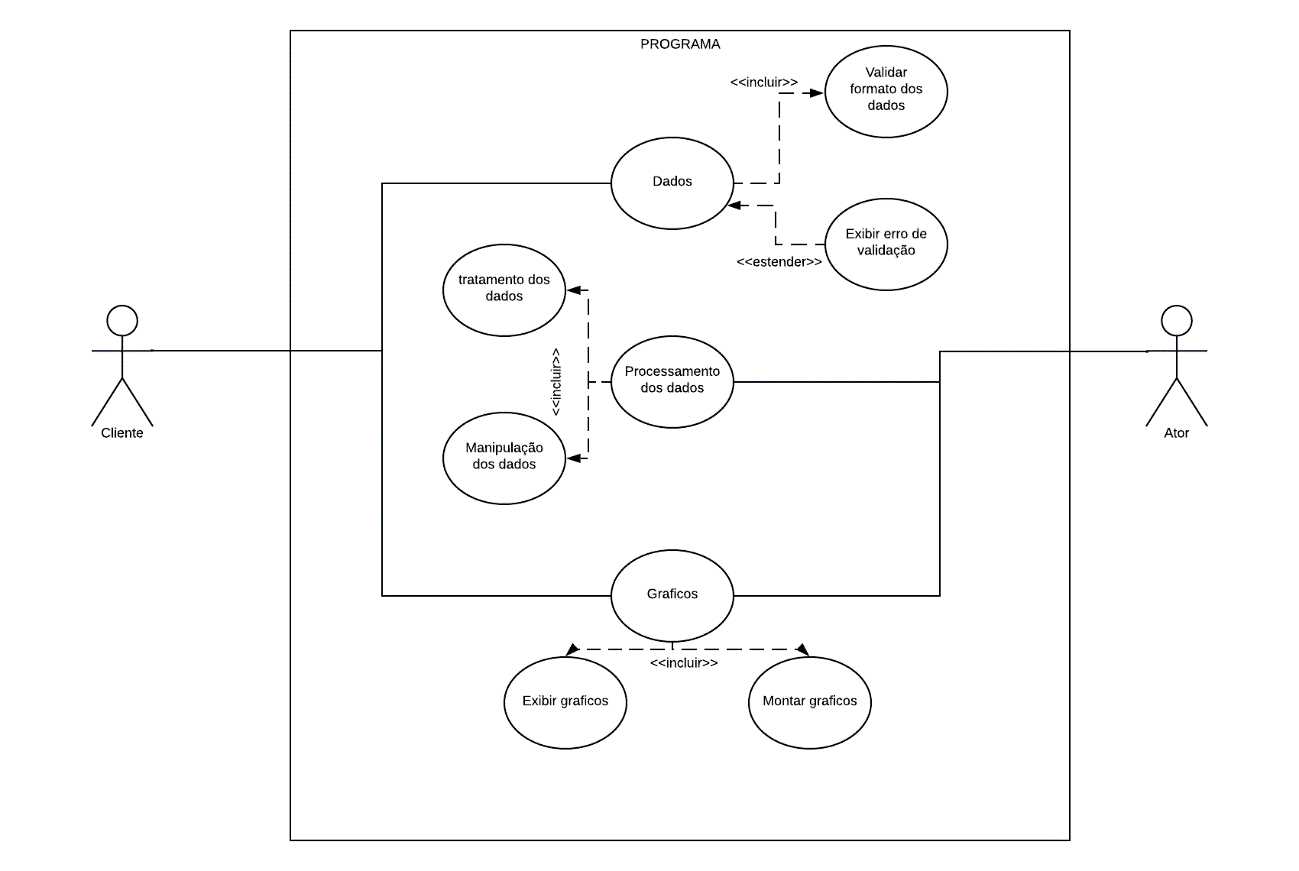 PROGRAMA
<<incluir>>
Validar
formato dos
dados
Dados
Exibir erro de
validação
<<estender>>
tratamento dos
dados
<<incluir>>
Processamento
dos dados
Manipulação
dos dados
Cliente
Ator
Graficos
<<incluir>>
Exibir graficos
Montar graficos